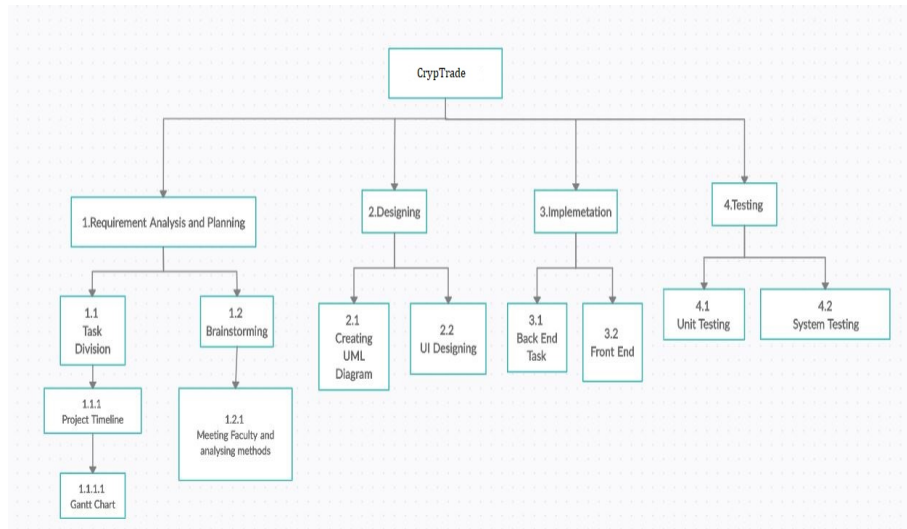 CrypTrade
1.Requirement Analysis and Planning
2.Designing
3.Implemetation
4.Testing
1.1
Task
Division
1.2
Brainstorming
2.1
Creating
UML
Diagram
2.2
UI Designing
3.1
Back End
Task
3.2
Front End
4.1
Unit Testing
4.2
System Testing
1.1.1
Project Timeline
1.2.1
Meeting Faculty and
analysing methods
1.1.1.1
Gantt Chart